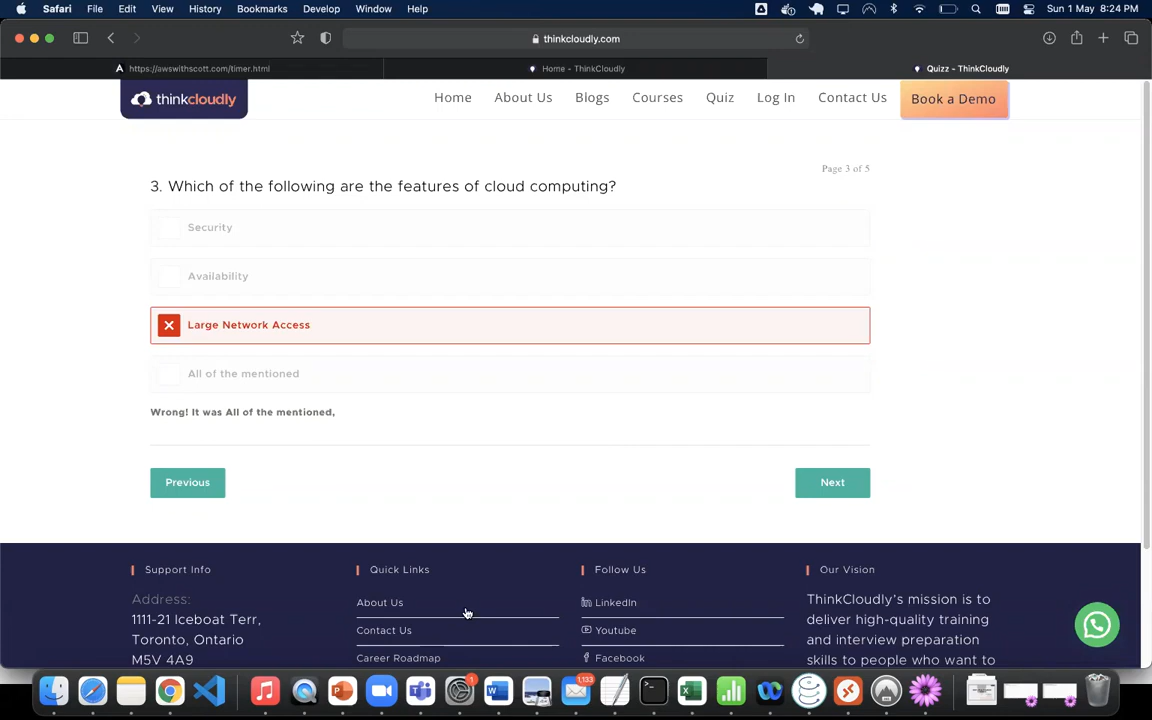 Safari File Edit View History Bookmarks Develop Window Help Sun 1 May 8:24 PM
thinkcloudly.com
https://awswithscott.com/timer.html Home - ThinkCloudly Quizz - ThinkCloudly
thinkcloudly Home About Us Blogs Courses Quiz Log In Contact Us Book a Demo
Page 3 of 5
3. Which of the following are the features of cloud computing?
Security
Availability
Large Network Access
All of the mentioned
Wrong! It was All of the mentioned,
Previous Next
Support Info Quick Links Follow Us Our Vision
Address: About Us LinkedIn ThinkCloudly's mission is to
1111-21 Iceboat Terr, Contact Us Youtube deliver high-quality training
Toronto, Ontario Career Roadmap Facebook and interview preparation
M5V 4A9 skills to people who want to
1 1,133